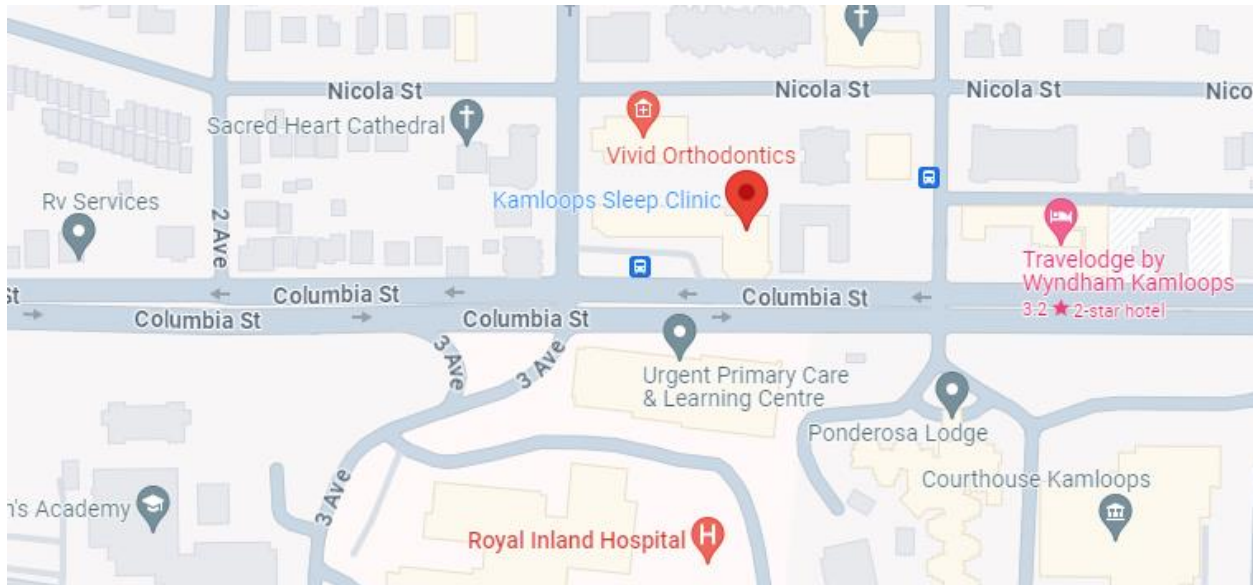 Nicola St
Nicola St
Nicola St
Nico
Sacred Heart Cathedral
Vivid Orthodontics
Kamloops Sleep Clinic
Rv Services
2 Ave
Travelodge by
Wyndham Kamloops
3.2 ★ 2-star hotel
St
Columbia St
Columbia St
Columbia St
Columbia St
3 Ave
3 Ave
Urgent Primary Care
& Learning Centre
Ponderosa Lodge
Courthouse Kamloops
n's Academy
3 Ave
Royal Inland Hospital
H